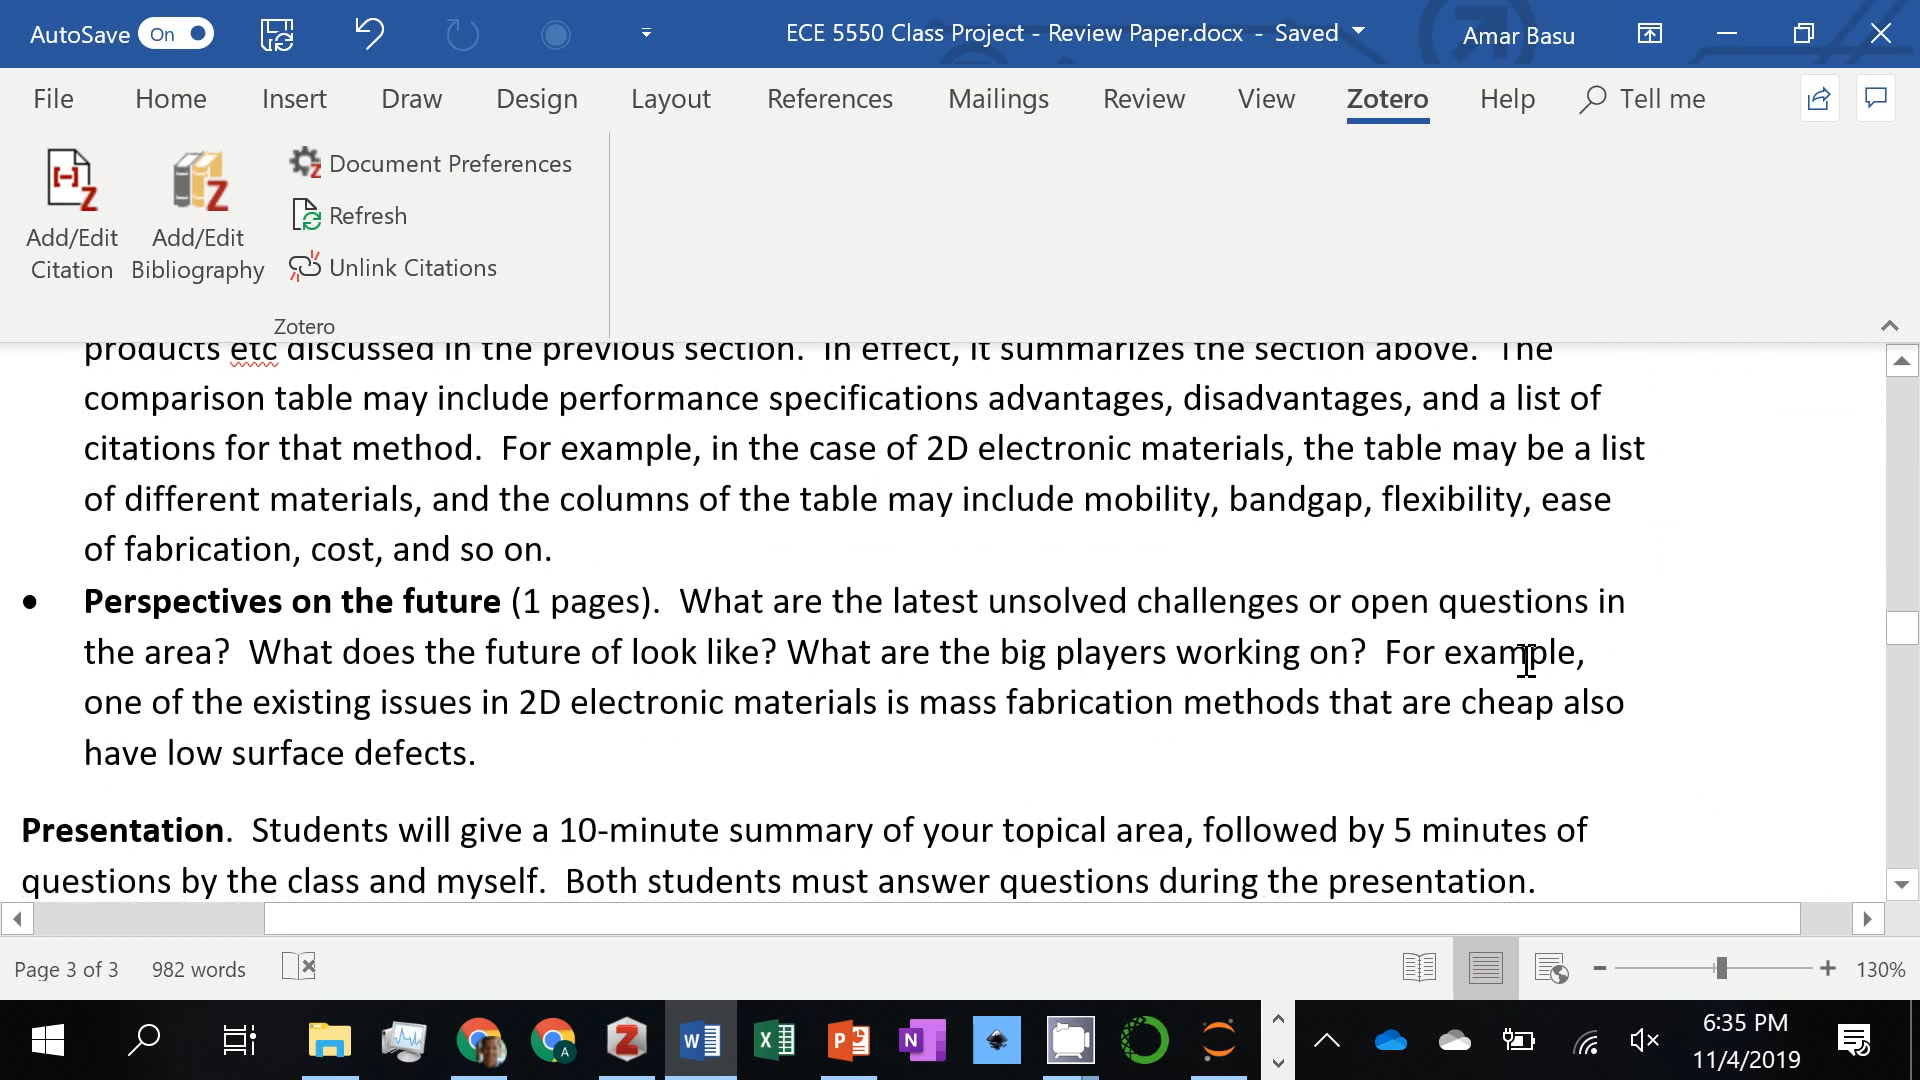 AutoSave On ECE 5550 Class Project - Review Paper.docx - Saved Amar Basu
File Home Insert Draw Design Layout References Mailings Review View Zotero Help Tell me
Add/Edit Citation
Add/Edit Bibliography
Document Preferences
Refresh
Unlink Citations
Zotero
products etc discussed in the previous section. In effect, it summarizes the section above. The
comparison table may include performance specifications advantages, disadvantages, and a list of
citations for that method. For example, in the case of 2D electronic materials, the table may be a list
of different materials, and the columns of the table may include mobility, bandgap, flexibility, ease
of fabrication, cost, and so on.
• Perspectives on the future (1 pages). What are the latest unsolved challenges or open questions in
the area? What does the future of look like? What are the big players working on? For example,
one of the existing issues in 2D electronic materials is mass fabrication methods that are cheap also
have low surface defects.
Presentation. Students will give a 10-minute summary of your topical area, followed by 5 minutes of
questions by the class and myself. Both students must answer questions during the presentation.
Page 3 of 3 982 words 130%
6:35 PM
11/4/2019